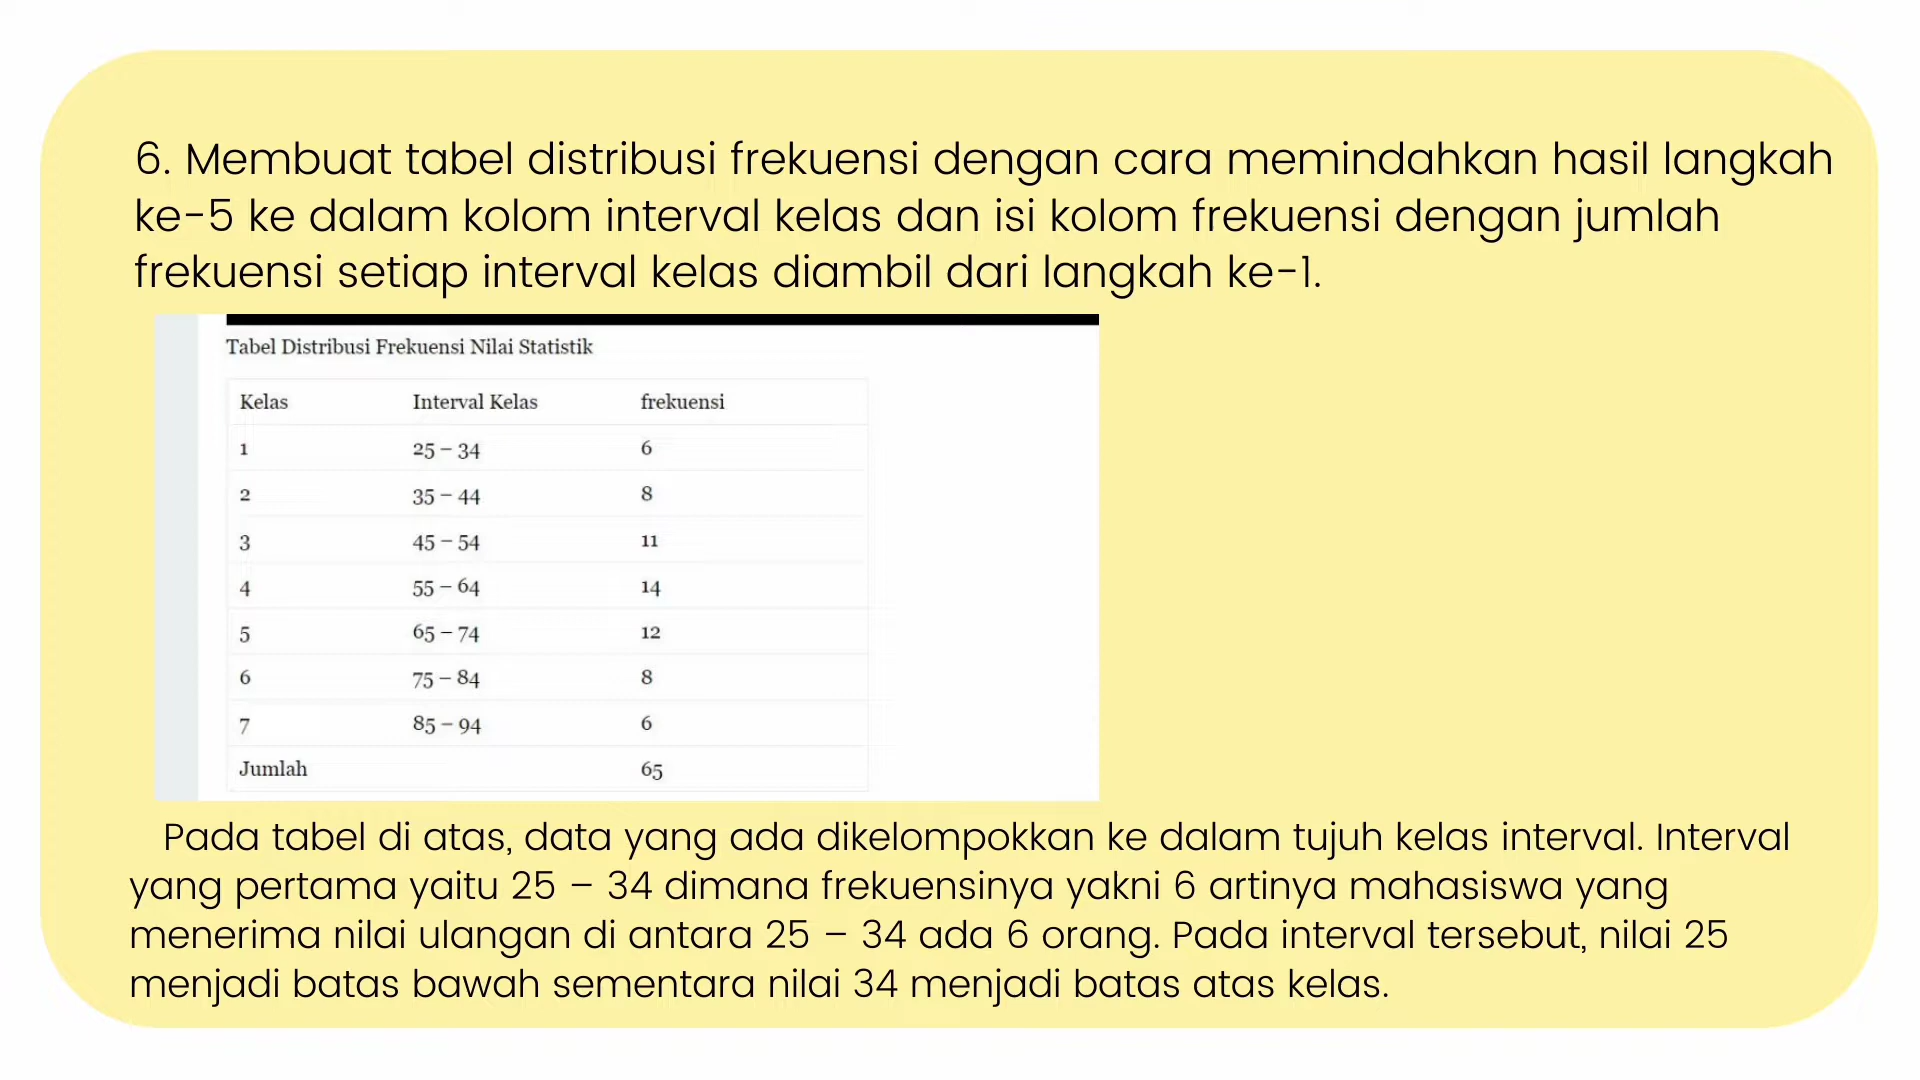 6. Membuat tabel distribusi frekuensi dengan cara memindahkan hasil langkah
ke-5 ke dalam kolom interval kelas dan isi kolom frekuensi dengan jumlah
frekuensi setiap interval kelas diambil dari langkah ke-1.
Tabel Distribusi Frekuensi Nilai Statistik
Kelas Interval Kelas frekuensi
1 25 – 34 6
2 35 – 44 8
3 45 – 54 11
4 55 – 64 14
5 65 – 74 12
6 75 – 84 8
7 85 – 94 6
Jumlah 65
Pada tabel di atas, data yang ada dikelompokkan ke dalam tujuh kelas interval. Interval
yang pertama yaitu 25 – 34 dimana frekuensinya yakni 6 artinya mahasiswa yang
menerima nilai ulangan di antara 25 – 34 ada 6 orang. Pada interval tersebut, nilai 25
menjadi batas bawah sementara nilai 34 menjadi batas atas kelas.